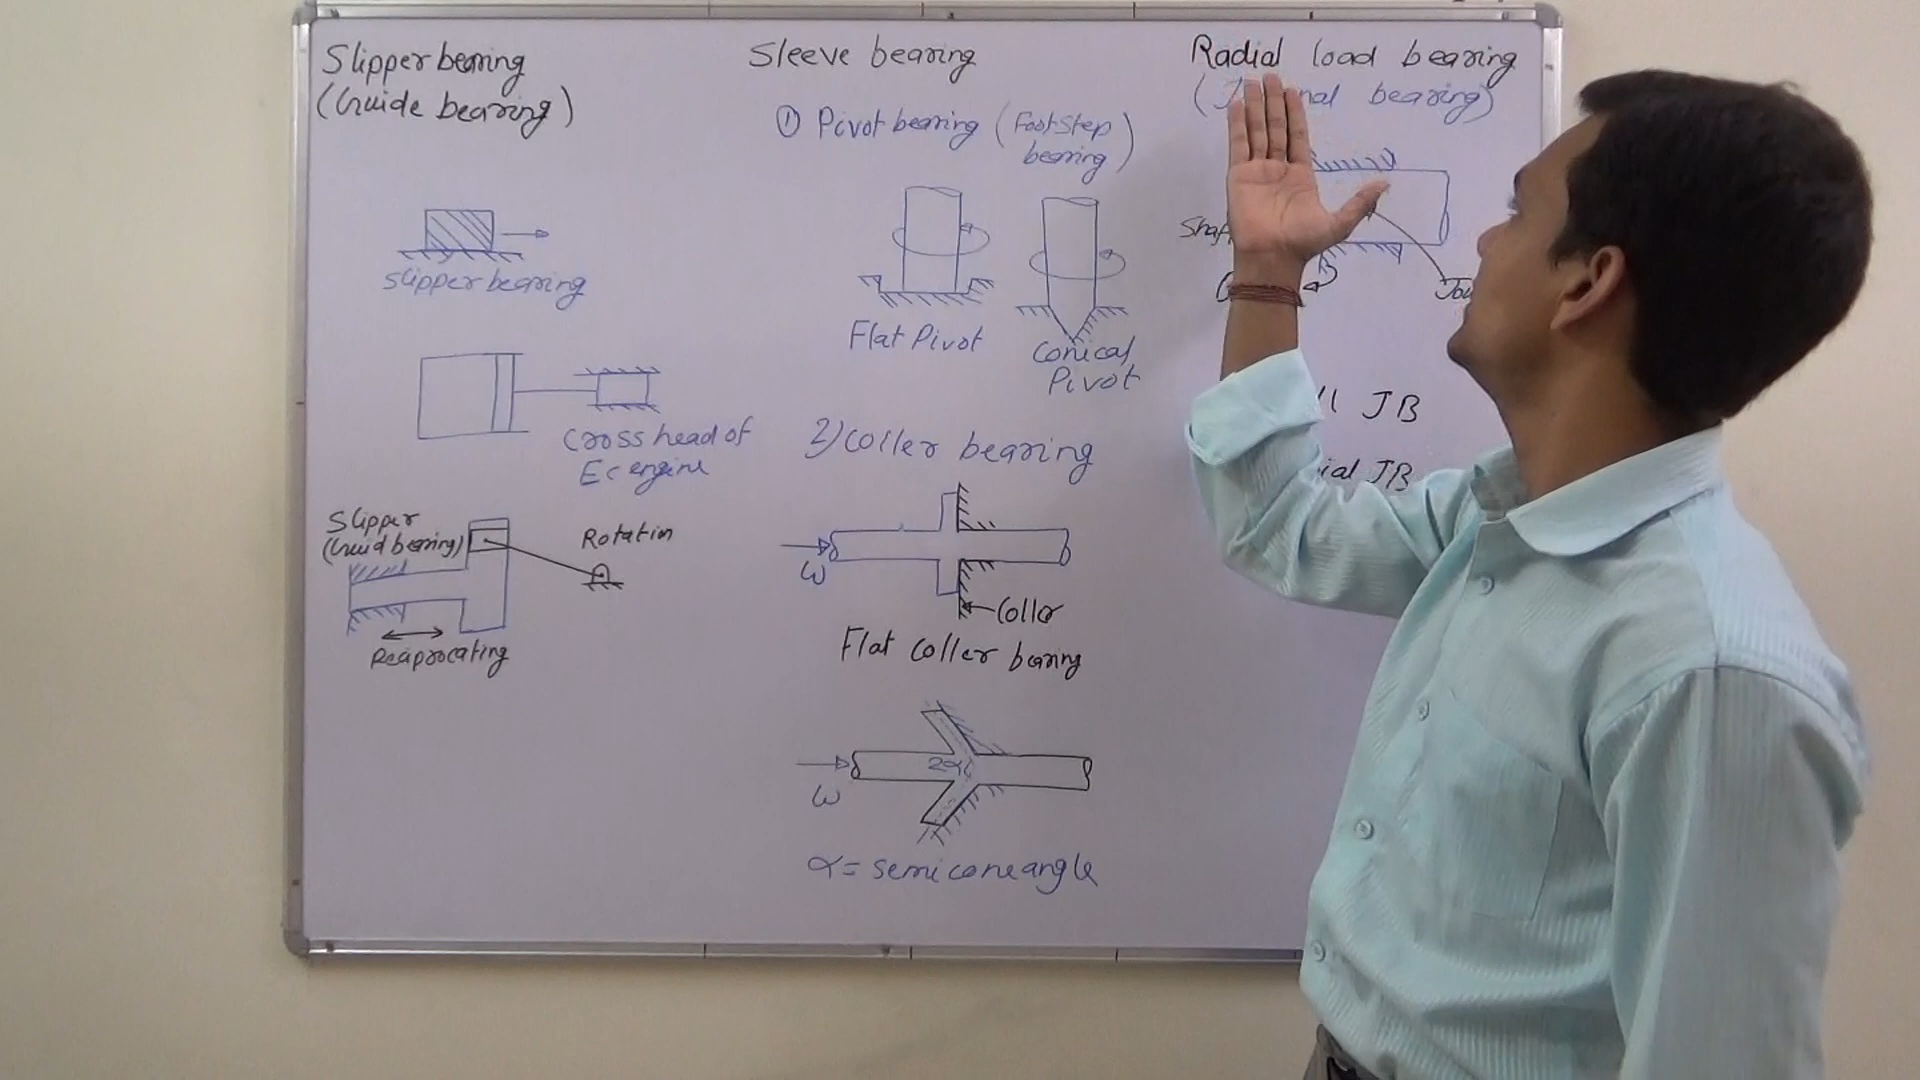 Slipper bearing
(Guide bearing)
Slipper bearing
Cross head of
Ec engine
Slipper
(Guid bearing)
Rotation
Reciprocating
Sleeve bearing
① Pivot bearing (FootStep
bearing)
Flat Pivot
Conical
Pivot
2) Coller bearing
ω
Coller
Flat Coller bearing
2α
ω
α = semi cone angle
Radial load bearing
bearing)
JB
JB